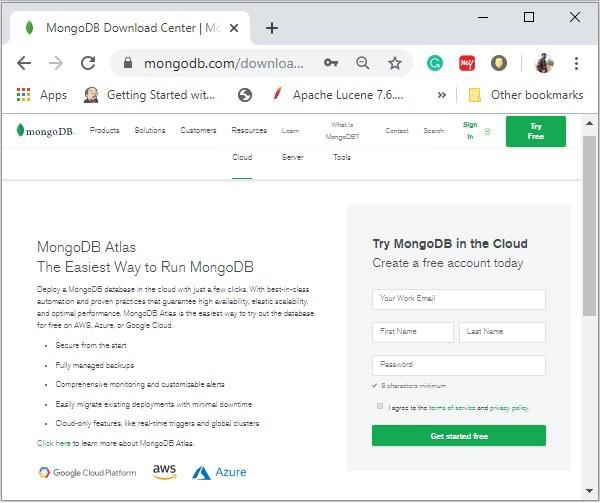 MongoDB Download Center | Mo
mongodb.com/downloa...
Apps
Getting Started wit...
Apache Lucene 7.6....
Other bookmarks
mongoDB.
Products
Solutions
Customers
Resources
Learn
What is MongoDB?
Contact
Search
Sign In
Try Free
Cloud
Server
Tools
MongoDB Atlas
The Easiest Way to Run MongoDB
Deploy a MongoDB database in the cloud with just a few clicks. With best-in-class
automation and proven practices that guarantee high availability, elastic scalability,
and optimal performance, MongoDB Atlas is the easiest way to try out the database
for free on AWS, Azure, or Google Cloud.
• Secure from the start
• Fully managed backups
• Comprehensive monitoring and customizable alerts
• Easily migrate existing deployments with minimal downtime
• Cloud-only features, like real-time triggers and global clusters
Click here to learn more about MongoDB Atlas.
Google Cloud Platform
aws
Azure
Try MongoDB in the Cloud
Create a free account today
Your Work Email
First Name
Last Name
Password
8 characters minimum
I agree to the terms of service and privacy policy.
Get started free